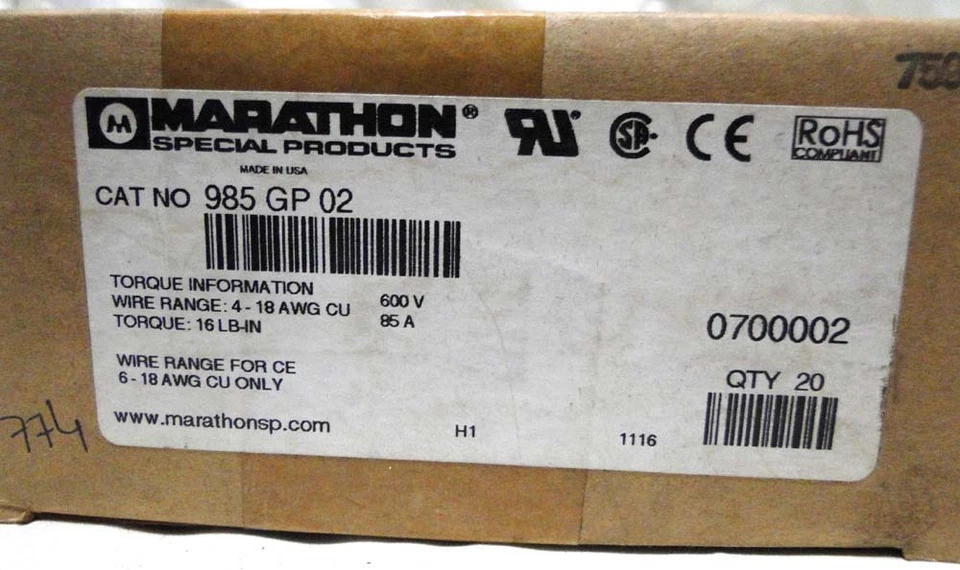 MARATHON®
SPECIAL PRODUCTS
MADE IN USA
RU®
SP®
CE
RoHS
COMPLIANT
CAT NO 985 GP 02
TORQUE INFORMATION
WIRE RANGE: 4 - 18 AWG CU 600 V
TORQUE: 16 LB-IN 85 A
0700002
WIRE RANGE FOR CE
6 - 18 AWG CU ONLY
QTY 20
www.marathonsp.com
H1
1116
774